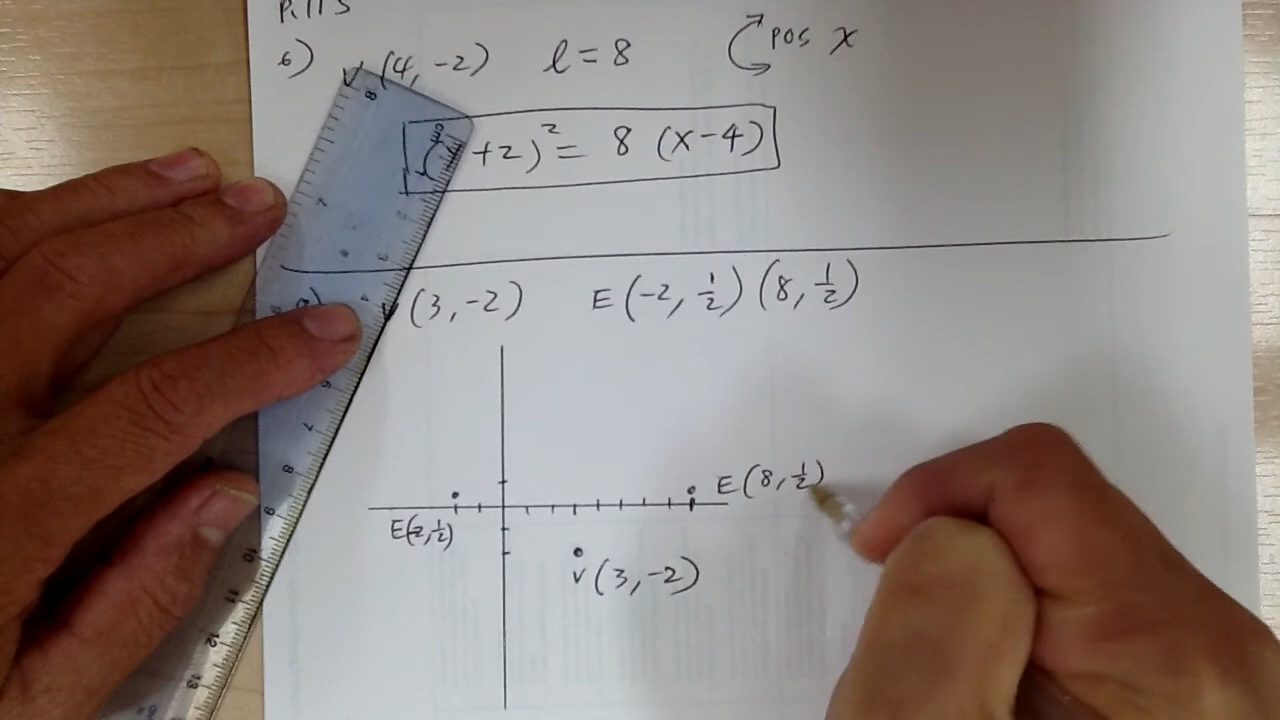 P. 113
6) V (4, -2) l = 8 POS X
(y +2)² = 8 (x-4)
8) V (3, -2) E (-2, 1/2) (8, 1/2)
E (8, 1/2)
E(-2, 1/2)
V (3, -2)